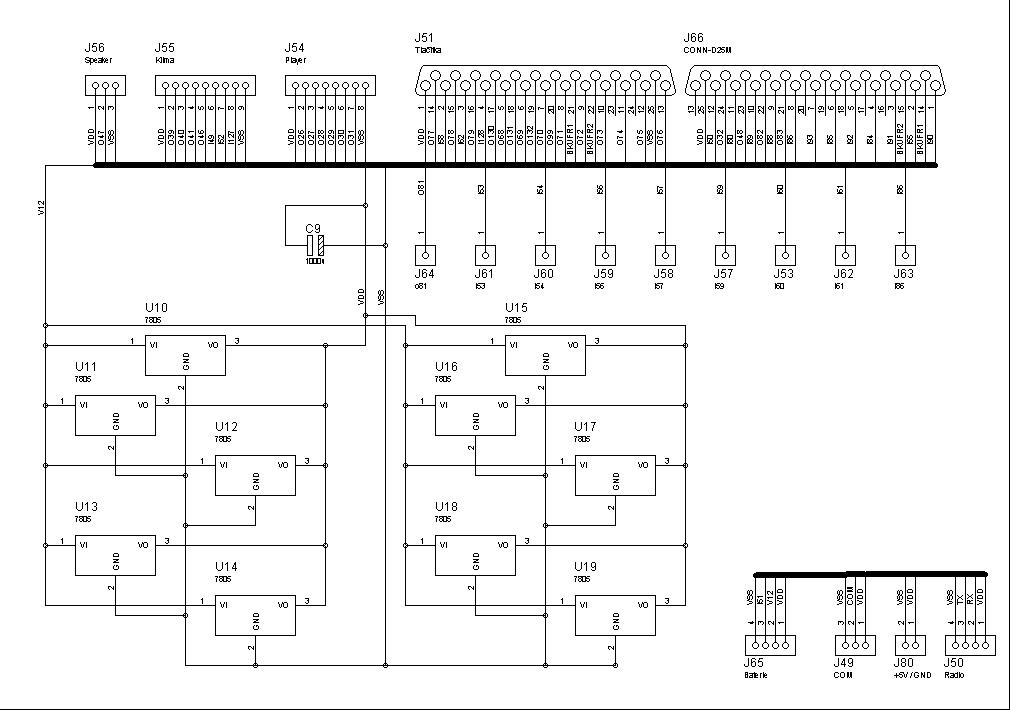 J56
Speaker
J55
Klima
J54
Player
J51
Tlačítka
J66
CONN-D25M
1 2 3
1 2 3 4 5 6 7 8 9
1 2 3 4 5 6 7 8
1 14 2 15 3 16 4 17 5 18 6 19 7 20 8 21 9 22 10 23 11 24 12 25 13
13 25 12 24 11 23 10 22 9 21 8 20 7 19 6 18 5 17 4 16 3 15 2 14 1
VDD O47 VSS
VDD O39 O40 O41 O46 I49 I52 I127 VSS
VDD O26 O27 O28 O29 O30 O31 VSS
VDD O77 I58 O78 I62 O79 I128 O130 O68 O131 O69 O132 O70 O99 O71 BKUFR1 O72 BKUFR2 O73 O74 O75 VSS O76
VDD I50 O32 I80 O48 I89 O82 I88 O83 I86 I93 I85 I92 I84 I91 BKUFR2 BKUFR1 I90
V12
O81
I53
I54
I56
I57
I59
I60
I61
I86
1
1
1
1
1
1
1
1
1
C9
1000u
J64
o81
J61
I53
J60
I54
J59
I56
J58
I57
J57
I59
J53
I60
J62
I61
J63
I86
VDD
VSS
U10
7805
1 VI VO 3
GND
2
U15
7805
1 VI VO 3
GND
2
U11
7805
1 VI VO 3
GND
2
U16
7805
1 VI VO 3
GND
2
U12
7805
1 VI VO 3
GND
2
U17
7805
1 VI VO 3
GND
2
U13
7805
1 VI VO 3
GND
2
U18
7805
1 VI VO 3
GND
2
U14
7805
1 VI VO 3
GND
2
U19
7805
1 VI VO 3
GND
2
VSS I51 V12 VDD
4 3 2 1
J65
Baterie
VSS COM VDD
3 2 1
J49
COM
VSS VDD
2 1
J80
+5V/GND
VSS TX RX VDD
4 3 2 1
J50
Radio